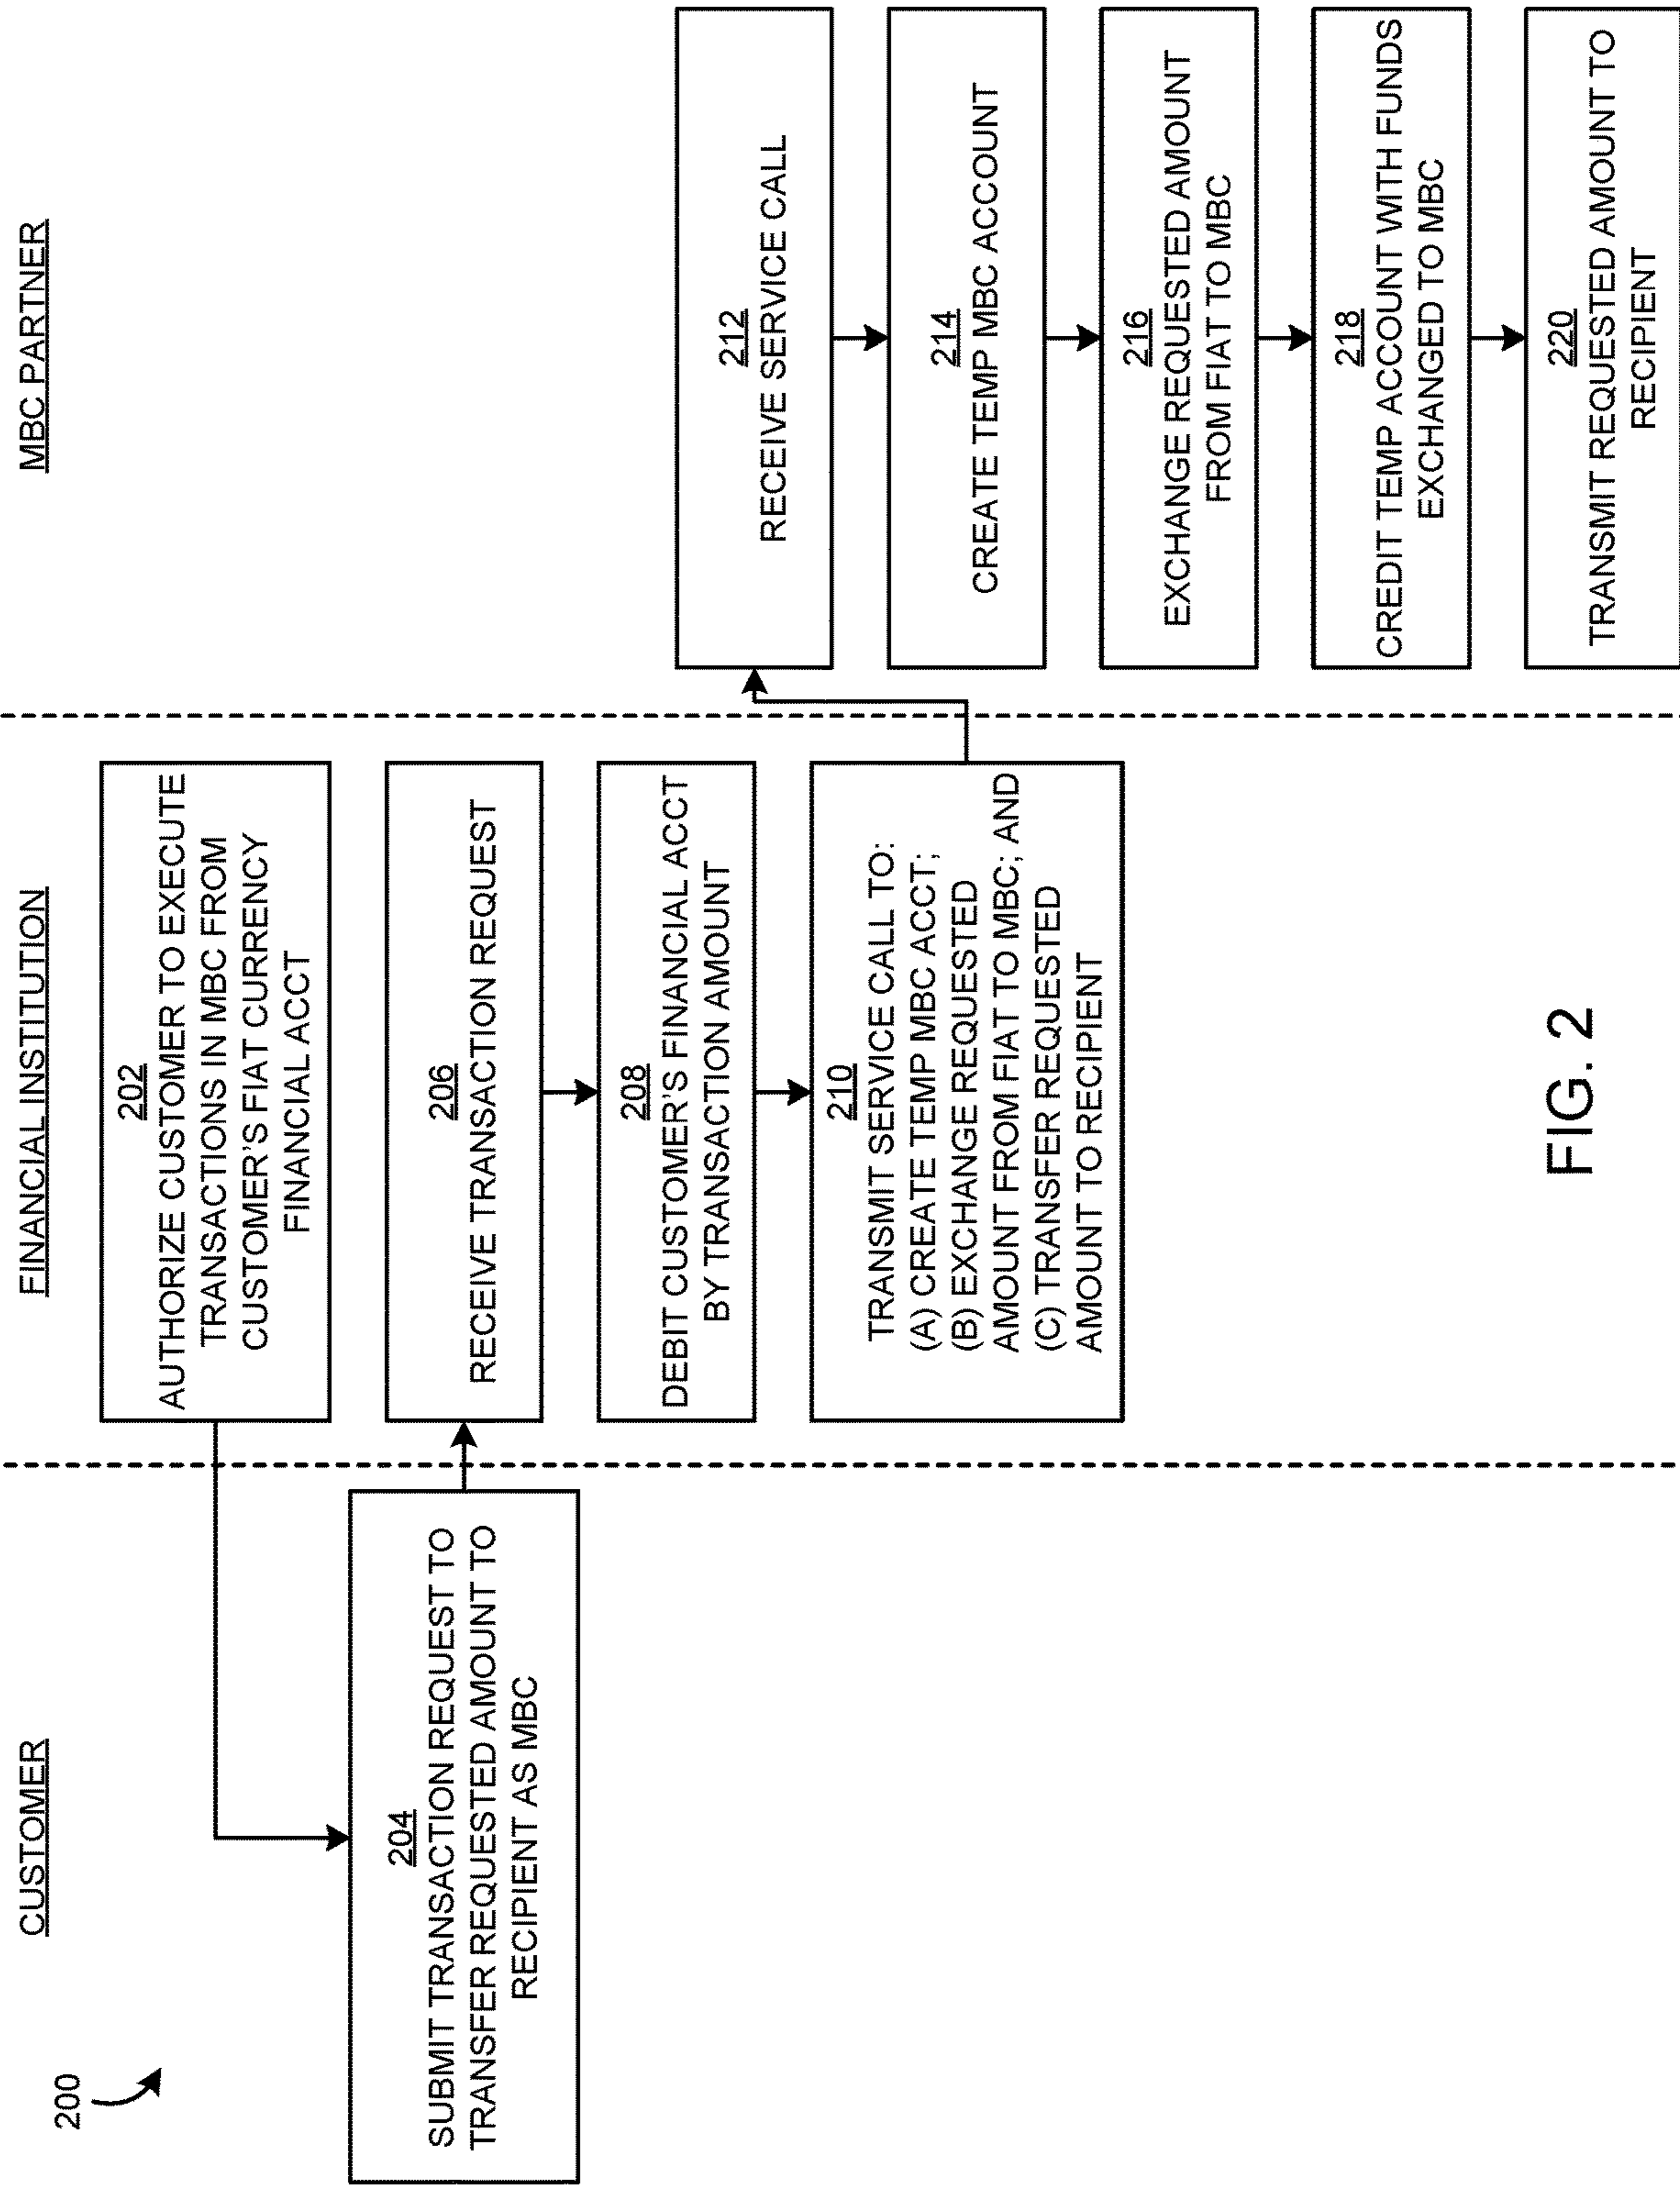 200
CUSTOMER
FINANCIAL INSTITUTION
MBC PARTNER
202
AUTHORIZE CUSTOMER TO EXECUTE
TRANSACTIONS IN MBC FROM
CUSTOMER'S FIAT CURRENCY
FINANCIAL ACCT
204
SUBMIT TRANSACTION REQUEST TO
TRANSFER REQUESTED AMOUNT TO
RECIPIENT AS MBC
206
RECEIVE TRANSACTION REQUEST
208
DEBIT CUSTOMER'S FINANCIAL ACCT
BY TRANSACTION AMOUNT
210
TRANSMIT SERVICE CALL TO:
(A) CREATE TEMP MBC ACCT;
(B) EXCHANGE REQUESTED
AMOUNT FROM FIAT TO MBC; AND
(C) TRANSFER REQUESTED
AMOUNT TO RECIPIENT
212
RECEIVE SERVICE CALL
214
CREATE TEMP MBC ACCOUNT
216
EXCHANGE REQUESTED AMOUNT
FROM FIAT TO MBC
218
CREDIT TEMP ACCOUNT WITH FUNDS
EXCHANGED TO MBC
220
TRANSMIT REQUESTED AMOUNT TO
RECIPIENT
FIG. 2